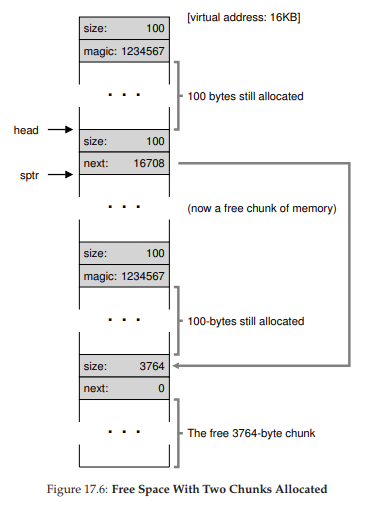 [virtual address: 16KB]
size: 100
magic: 1234567
. . .
100 bytes still allocated
head
size: 100
next: 16708
sptr
. . .
(now a free chunk of memory)
size: 100
magic: 1234567
. . .
100-bytes still allocated
size: 3764
next: 0
. . .
The free 3764-byte chunk
Figure 17.6: Free Space With Two Chunks Allocated